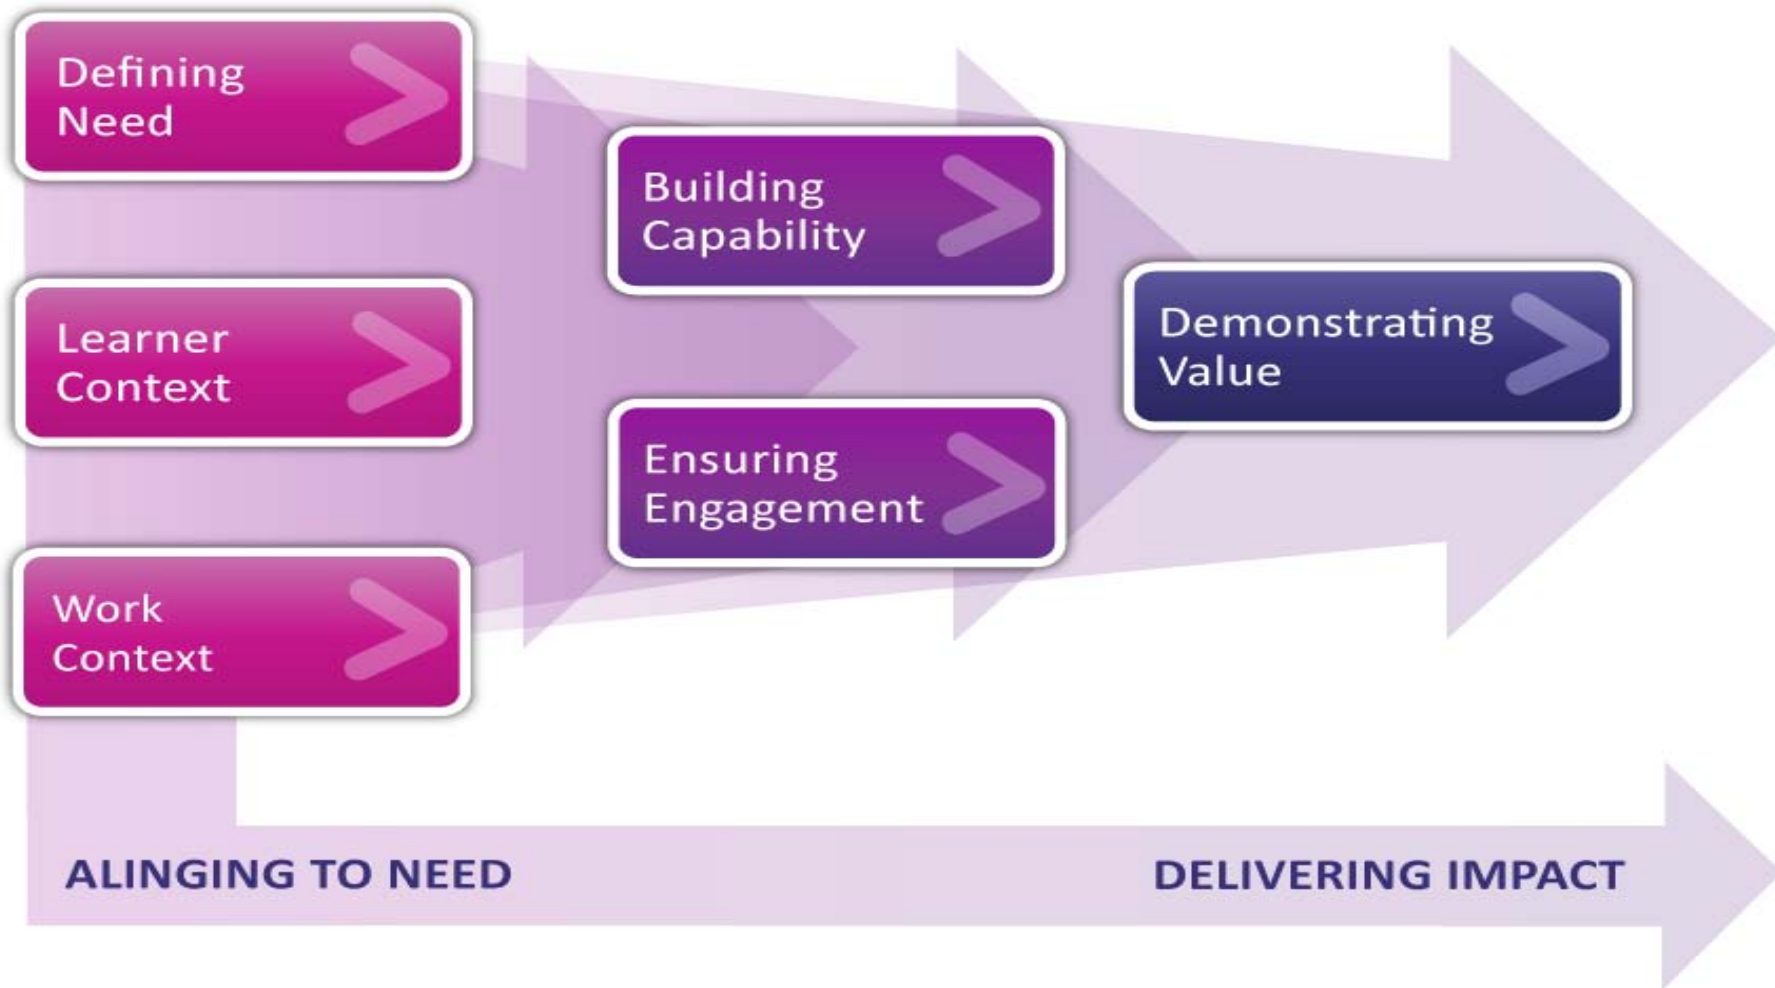 Defining
Need
Learner
Context
Work
Context
Building
Capability
Ensuring
Engagement
Demonstrating
Value
ALINGING TO NEED
DELIVERING IMPACT